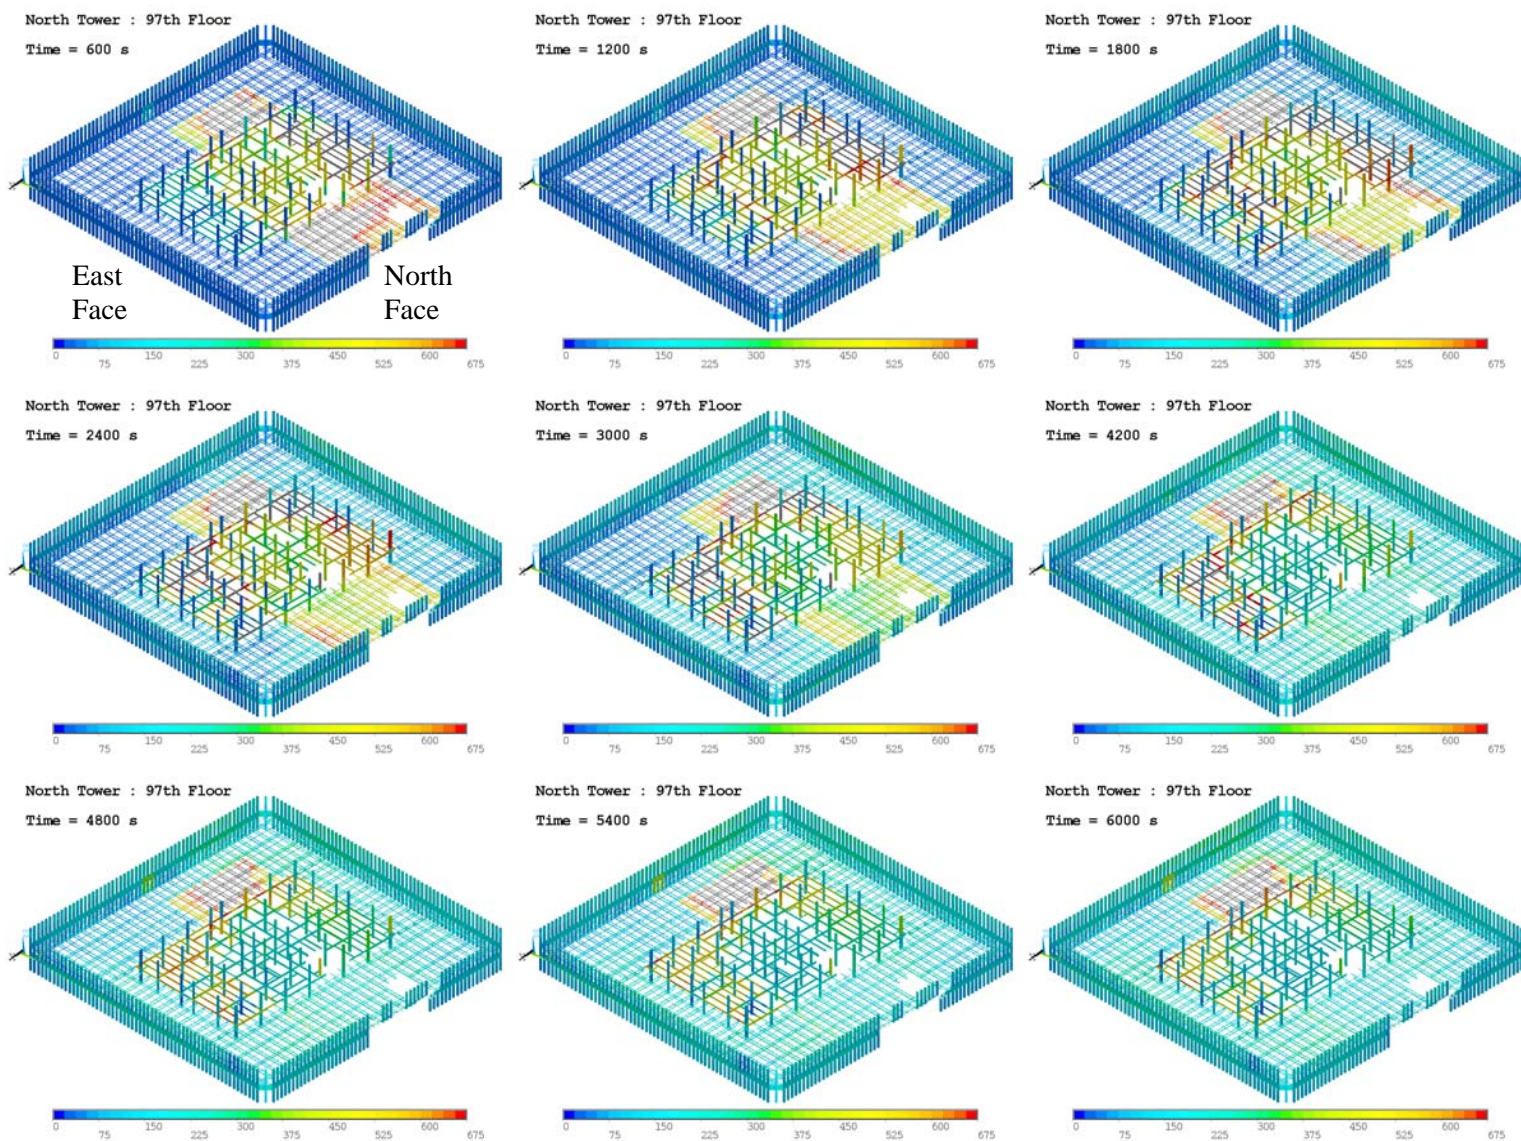 North Tower : 97th Floor
Time = 600 s
East
Face
North
Face
0 150 300 450 600
75 225 375 525 675
North Tower : 97th Floor
Time = 1200 s
0 150 300 450 600
75 225 375 525 675
North Tower : 97th Floor
Time = 1800 s
0 150 300 450 600
75 225 375 525 675
North Tower : 97th Floor
Time = 2400 s
0 150 300 450 600
75 225 375 525 675
North Tower : 97th Floor
Time = 3000 s
0 150 300 450 600
75 225 375 525 675
North Tower : 97th Floor
Time = 4200 s
0 150 300 450 600
75 225 375 525 675
North Tower : 97th Floor
Time = 4800 s
0 150 300 450 600
75 225 375 525 675
North Tower : 97th Floor
Time = 5400 s
0 150 300 450 600
75 225 375 525 675
North Tower : 97th Floor
Time = 6000 s
0 150 300 450 600
75 225 375 525 675